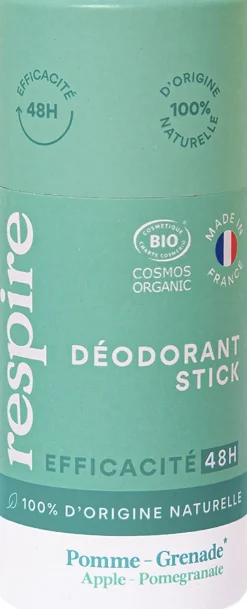 EFFICACITÉ
48H
D'ORIGINE
100%
NATURELLE
COSMETIQUE
BIO
CHARTE COSMEBIO
COSMOS
ORGANIC
MADE IN
FRANCE
respire
DÉODORANT
STICK
EFFICACITÉ 48H
100% D'ORIGINE NATURELLE
Pomme - Grenade*
Apple - Pomegranate